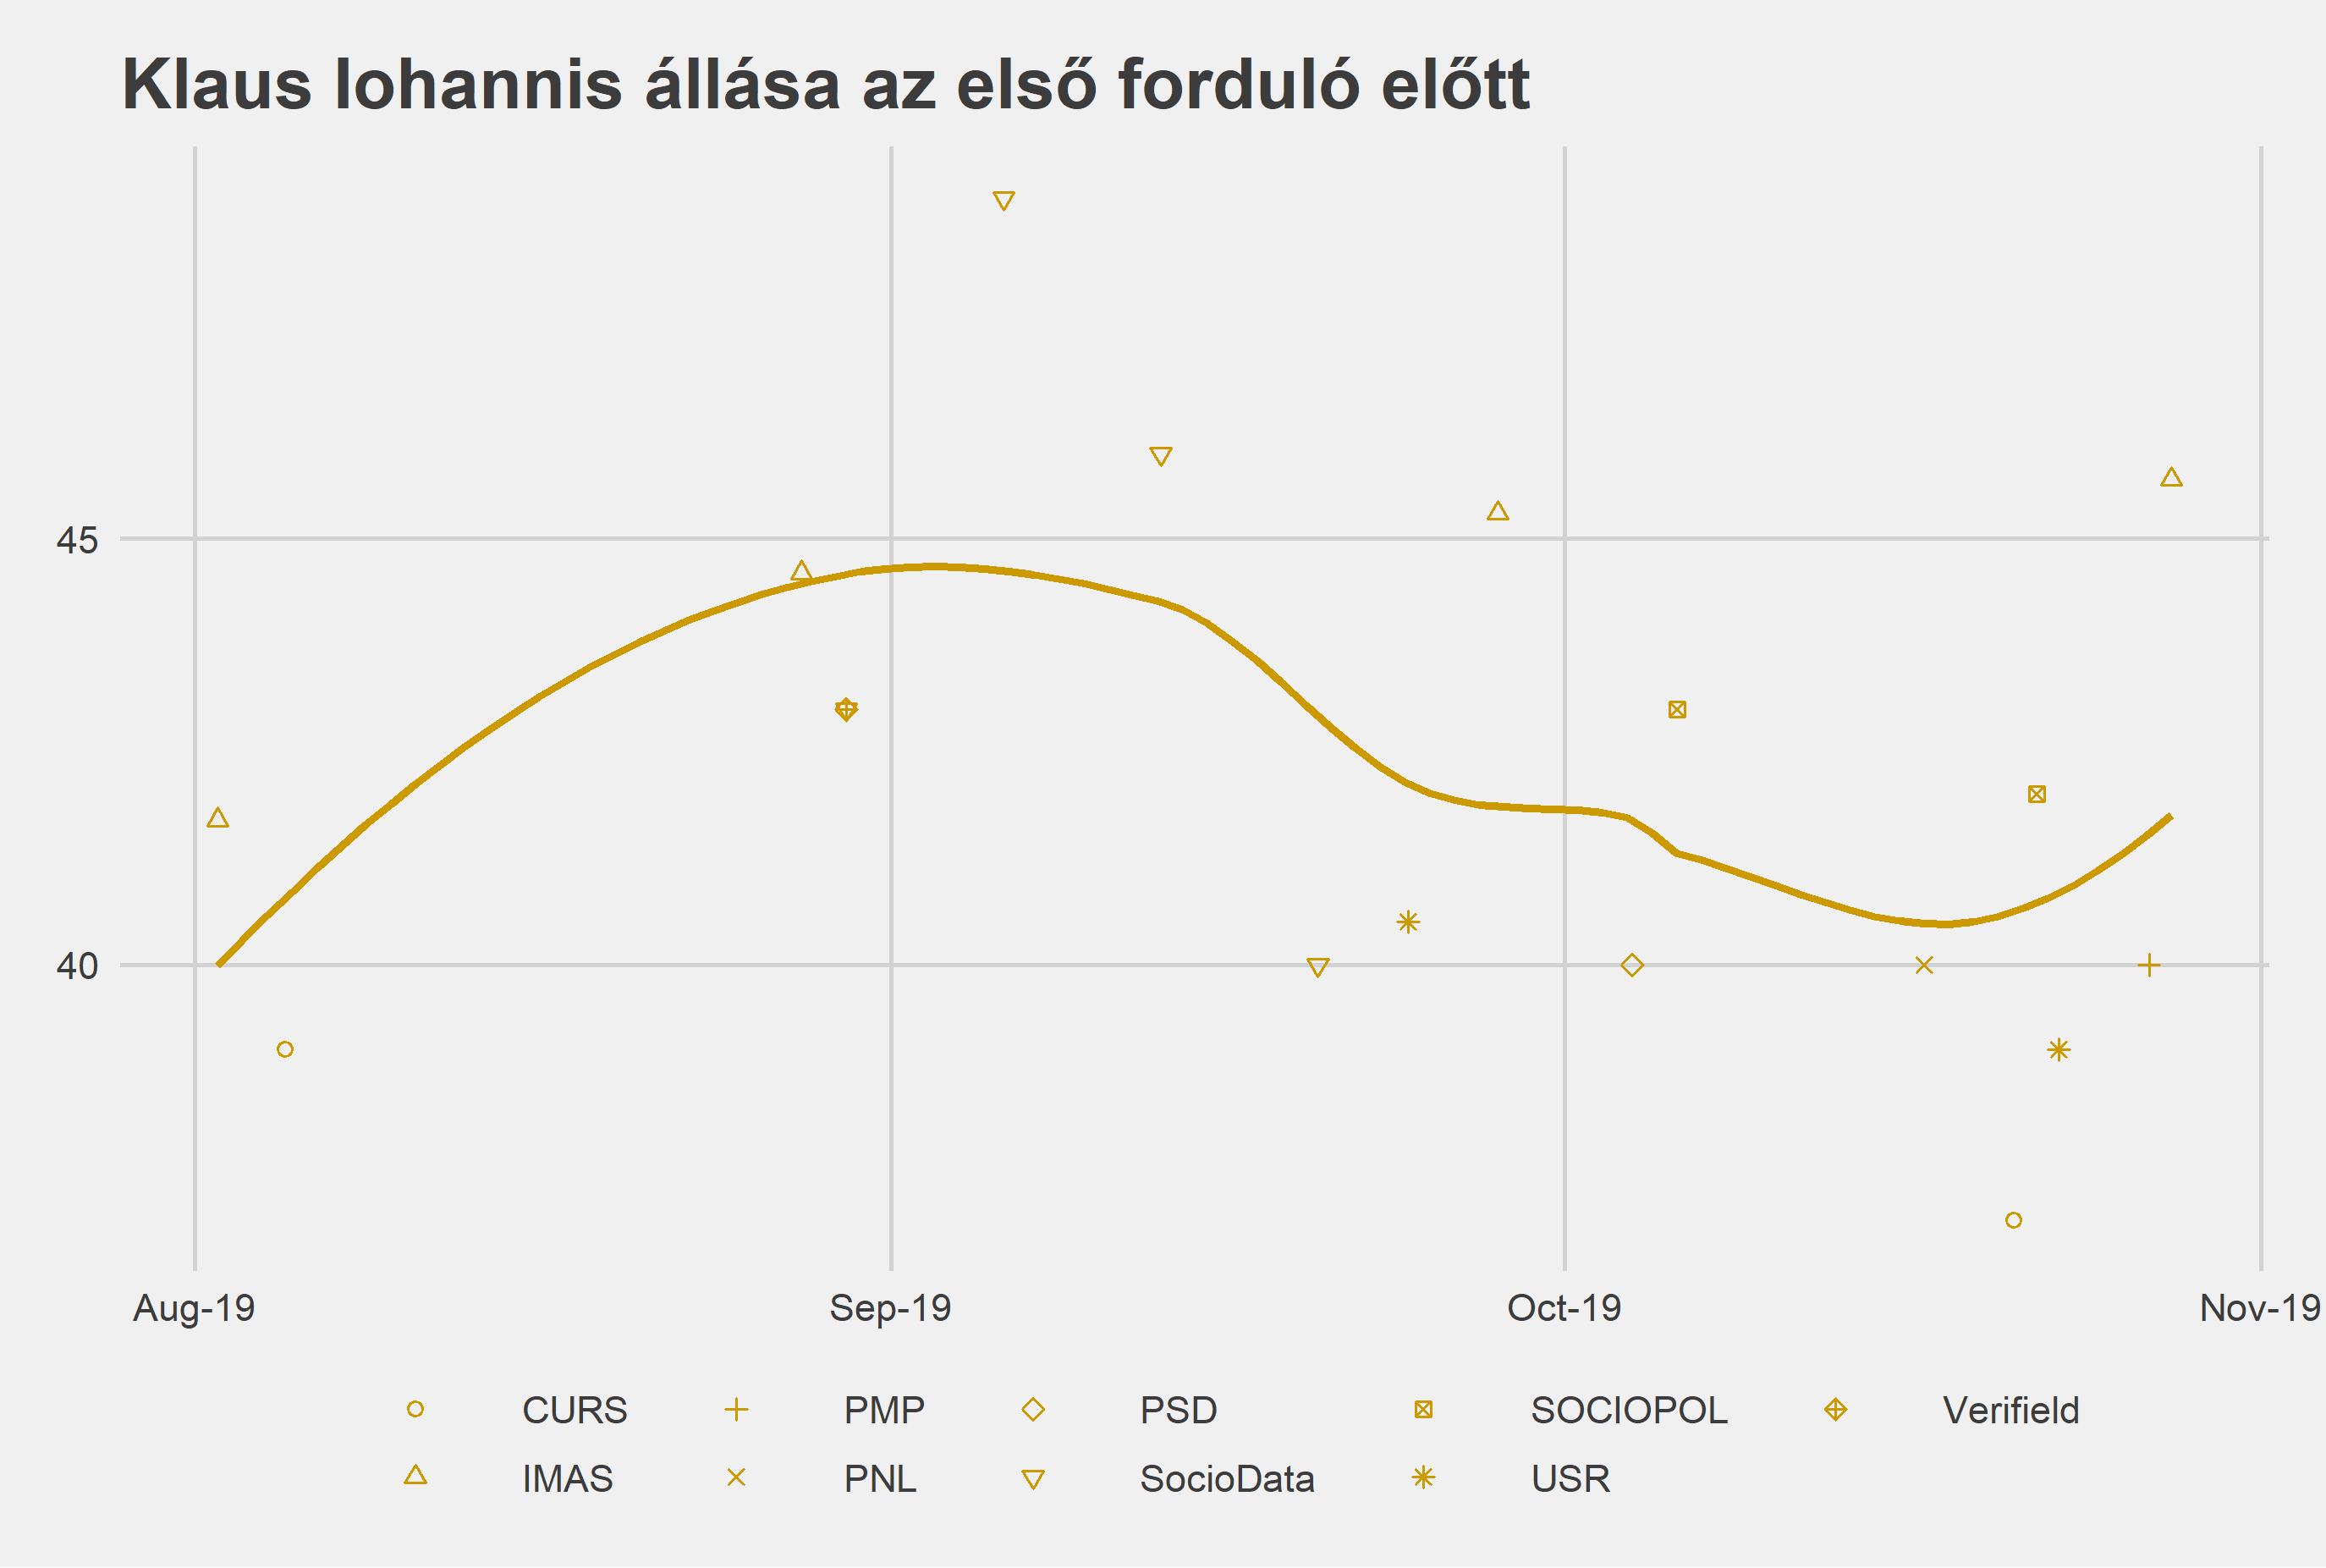 Klaus Iohannis állása az első forduló előtt
45
40
Aug-19 Sep-19 Oct-19 Nov-19
CURS PMP PSD SOCIOPOL Verifield
IMAS PNL SocioData USR